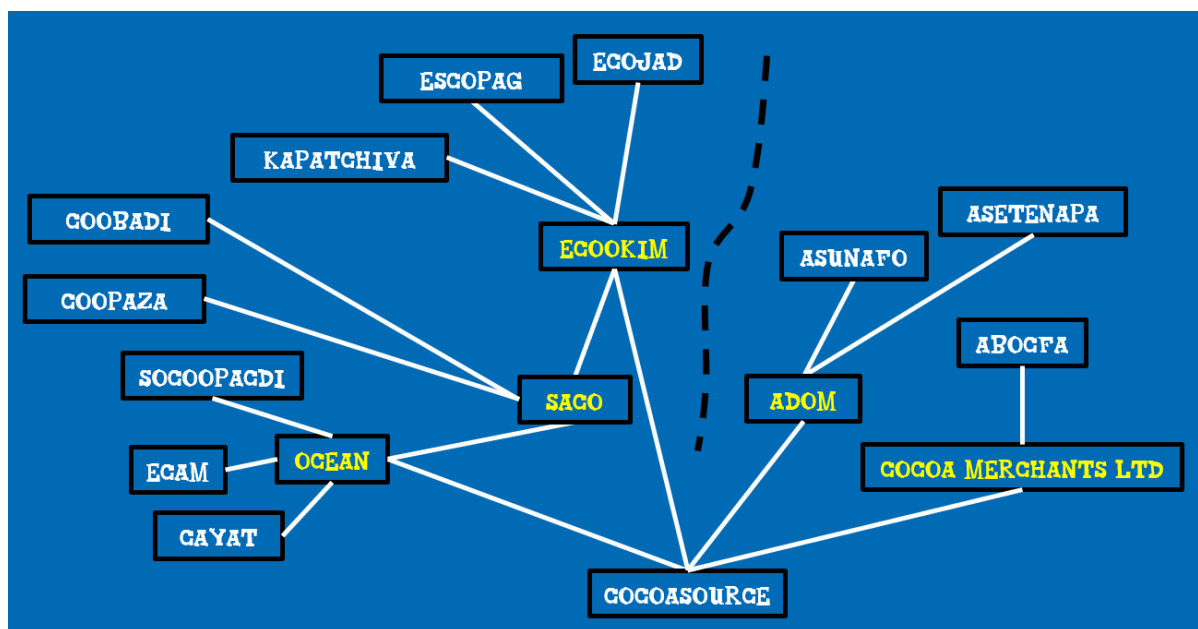 ECOJAD
ESCOPAG
KAPATCHIVA
ASETENAPA
COOBADI
ECOOKIM
ASUNAFO
COOPAZA
ABOCFA
SOCOOPACDI
SACO
ADOM
OCEAN
ECAM
COCOA MERCHANTS LTD
CAYAT
COCOASOURCE